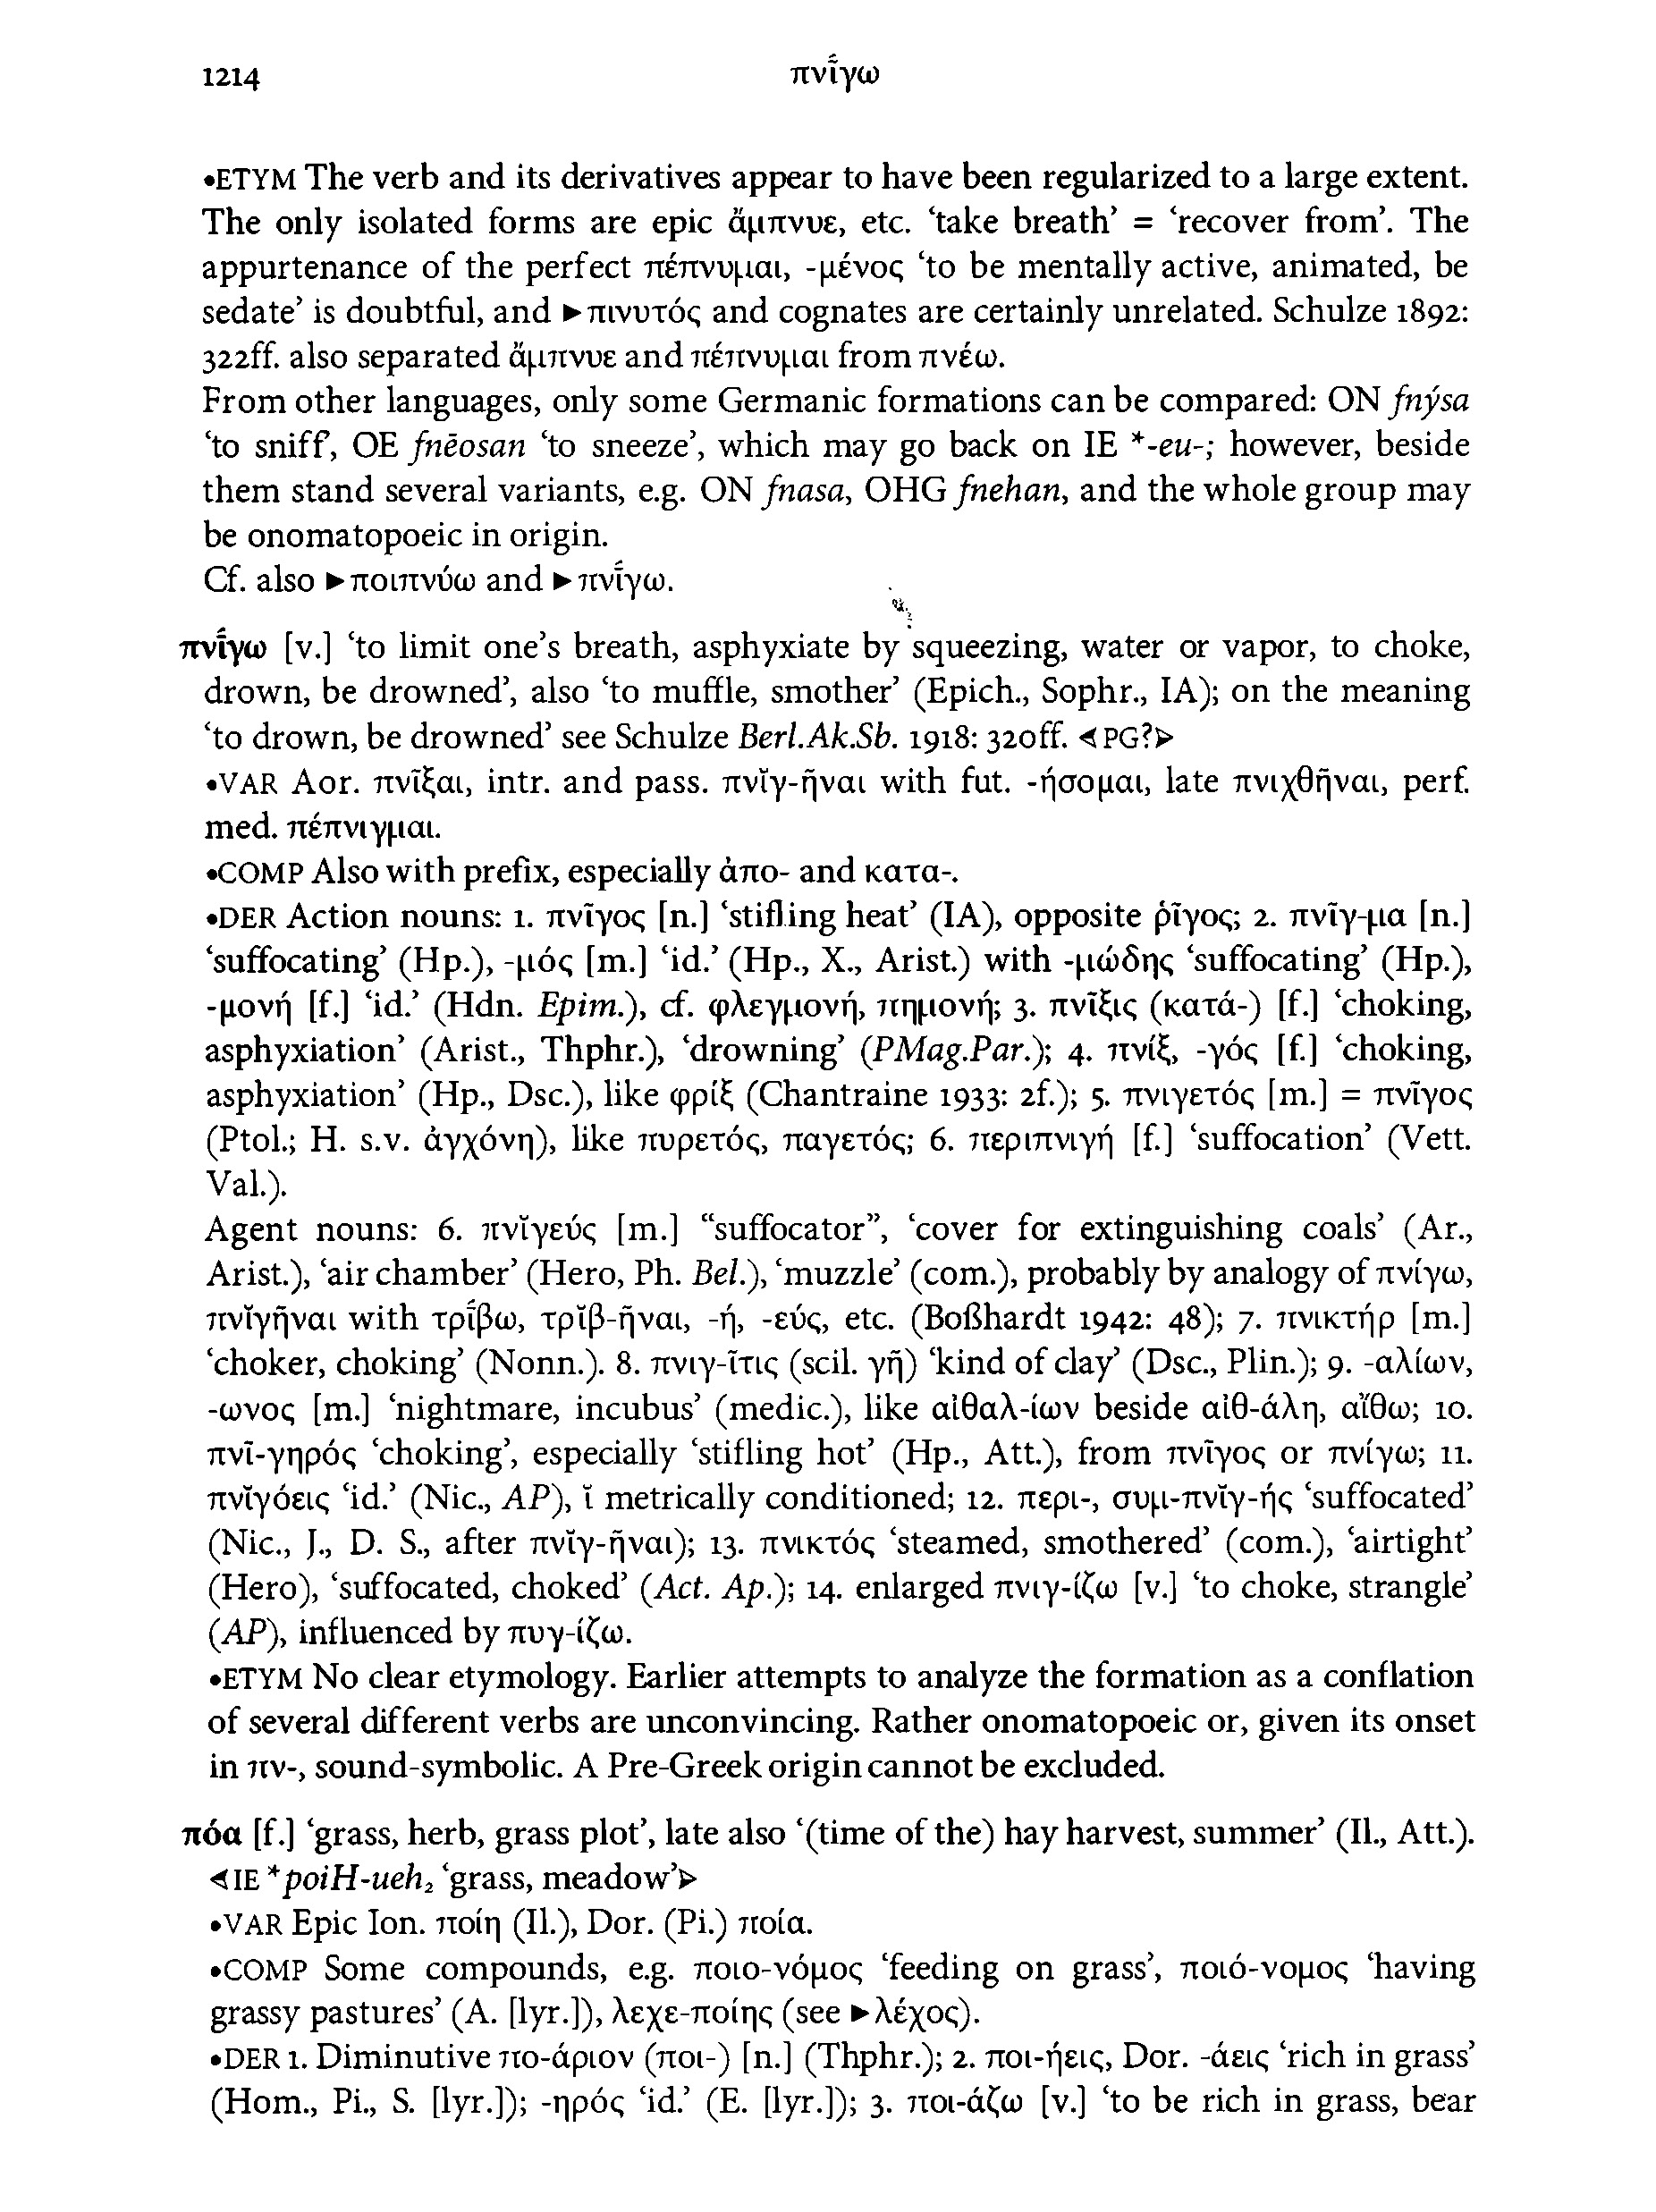 1214
πνῑ́γω
•ETYM The verb and its derivatives appear to have been regularized to a large extent.
The only isolated forms are epic ἄμπνυε, etc. ‘take breath’ = ‘recover from’. The
appurtenance of the perfect πέπνυμαι, -μένος ‘to be mentally active, animated, be
sedate’ is doubtful, and ►πινυτός and cognates are certainly unrelated. Schulze 1892:
322ff. also separated ἄμπνυε and πέπνυμαι from πνέω.
From other languages, only some Germanic formations can be compared: ON fnýsa
‘to sniff’, OE fnēosan ‘to sneeze’, which may go back on IE *-eu-; however, beside
them stand several variants, e.g. ON fnasa, OHG fnehan, and the whole group may
be onomatopoeic in origin.
Cf. also ►ποιπνύω and ►πνῑ́γω.
πνῑ́γω [v.] ‘to limit one’s breath, asphyxiate by squeezing, water or vapor, to choke,
drown, be drowned’, also ‘to muffle, smother’ (Epich., Sophr., IA); on the meaning
‘to drown, be drowned’ see Schulze Berl.Ak.Sb. 1918: 320ff. ◁PG?▷
•VAR Aor. πνῖξαι, intr. and pass. πνῐγ-ῆναι with fut. -ήσομαι, late πνιχθῆναι, perf.
med. πέπνιγμαι.
•COMP Also with prefix, especially ἀπο- and κατα-.
•DER Action nouns: 1. πνῖγος [n.] ‘stifling heat’ (IA), opposite ῥῖγος; 2. πνῖγ-μα [n.]
‘suffocating’ (Hp.), -μός [m.] ‘id.’ (Hp., X., Arist.) with -μώδης ‘suffocating’ (Hp.),
-μονή [f.] ‘id.’ (Hdn. Epim.), cf. φλεγμονή, πημονή; 3. πνῖξις (κατά-) [f.] ‘choking,
asphyxiation’ (Arist., Thphr.), ‘drowning’ (PMag.Par.); 4. πνίξ, -γός [f.] ‘choking,
asphyxiation’ (Hp., Dsc.), like φρίξ (Chantraine 1933: 2f.); 5. πνιγετός [m.] = πνῖγος
(Ptol.; H. s.v. ἀγχόνη), like πυρετός, παγετός; 6. περιπνιγή [f.] ‘suffocation’ (Vett.
Val.).
Agent nouns: 6. πνῐγεύς [m.] “suffocator”, ‘cover for extinguishing coals’ (Ar.,
Arist.), ‘air chamber’ (Hero, Ph. Bel.), ‘muzzle’ (com.), probably by analogy of πνίγω,
πνῐγῆναι with τρῑ́βω, τρῐβ-ῆναι, -ή, -εύς, etc. (Boßhardt 1942: 48); 7. πνικτήρ [m.]
‘choker, choking’ (Nonn.). 8. πνιγ-ῖτις (scil. γῆ) ‘kind of clay’ (Dsc., Plin.); 9. -αλίων,
-ωνος [m.] ‘nightmare, incubus’ (medic.), like αἰθαλ-ίων beside αἰθ-άλη, αἴθω; 10.
πνῑ-γηρός ‘choking’, especially ‘stifling hot’ (Hp., Att.), from πνῖγος or πνίγω; 11.
πνῐγόεις ‘id.’ (Nic., AP), ῐ metrically conditioned; 12. περι-, συμ-πνῐγ-ής ‘suffocated’
(Nic., J., D. S., after πνῐγ-ῆναι); 13. πνικτός ‘steamed, smothered’ (com.), ‘airtight’
(Hero), ‘suffocated, choked’ (Act. Ap.); 14. enlarged πνιγ-ίζω [v.] ‘to choke, strangle’
(AP), influenced by πυγ-ίζω.
•ETYM No clear etymology. Earlier attempts to analyze the formation as a conflation
of several different verbs are unconvincing. Rather onomatopoeic or, given its onset
in πν-, sound-symbolic. A Pre-Greek origin cannot be excluded.
πόα [f.] ‘grass, herb, grass plot’, late also ‘(time of the) hay harvest, summer’ (Il., Att.).
◁IE *poiH-ueh₂ ‘grass, meadow’▷
•VAR Epic Ion. ποίη (Il.), Dor. (Pi.) ποία.
•COMP Some compounds, e.g. ποιο-νόμος ‘feeding on grass’, ποιό-νομος ‘having
grassy pastures’ (A. [lyr.]), λεχε-ποίης (see ►λέχος).
•DER 1. Diminutive πο-άριον (ποι-) [n.] (Thphr.); 2. ποι-ήεις, Dor. -άεις ‘rich in grass’
(Hom., Pi., S. [lyr.]); -ηρός ‘id.’ (E. [lyr.]); 3. ποι-άζω [v.] ‘to be rich in grass, bear